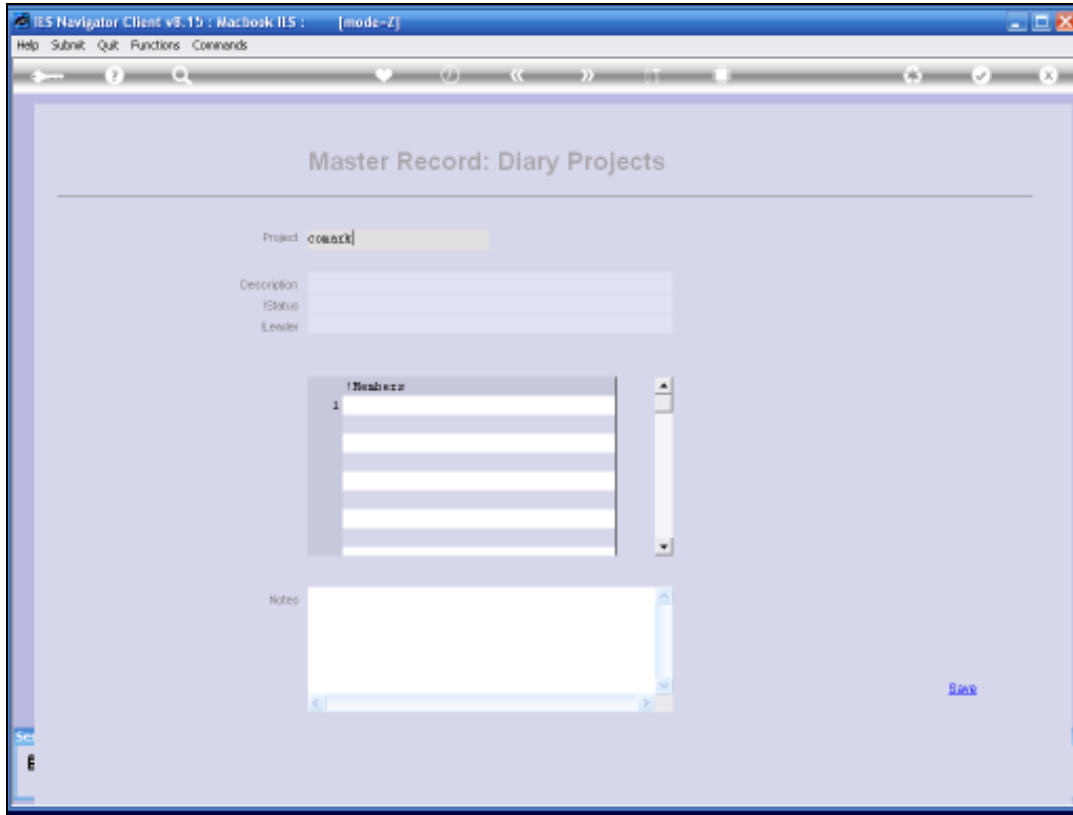 IES Navigator Client v8.15 : Macbook IES : [mode-Z]
Help Submit Quit Functions Commands
Master Record: Diary Projects
Project comark
Description
!Status
!Leader
!Members
1
Notes
Save